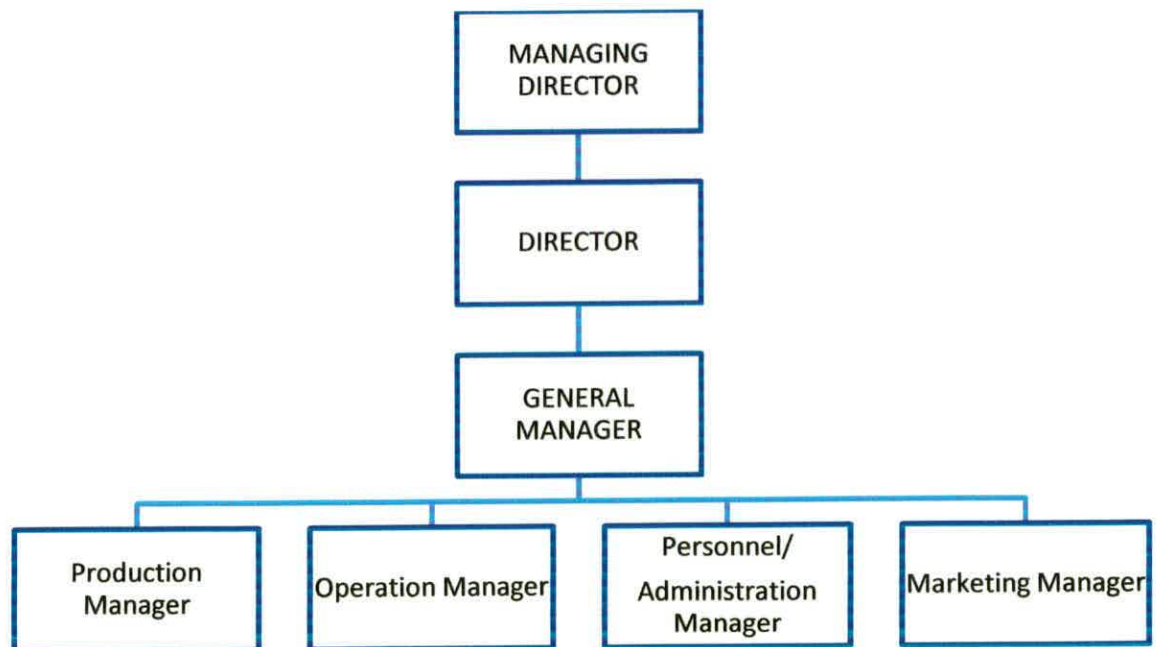 MANAGING
DIRECTOR
DIRECTOR
GENERAL
MANAGER
Production
Manager
Operation Manager
Personnel/
Administration
Manager
Marketing Manager